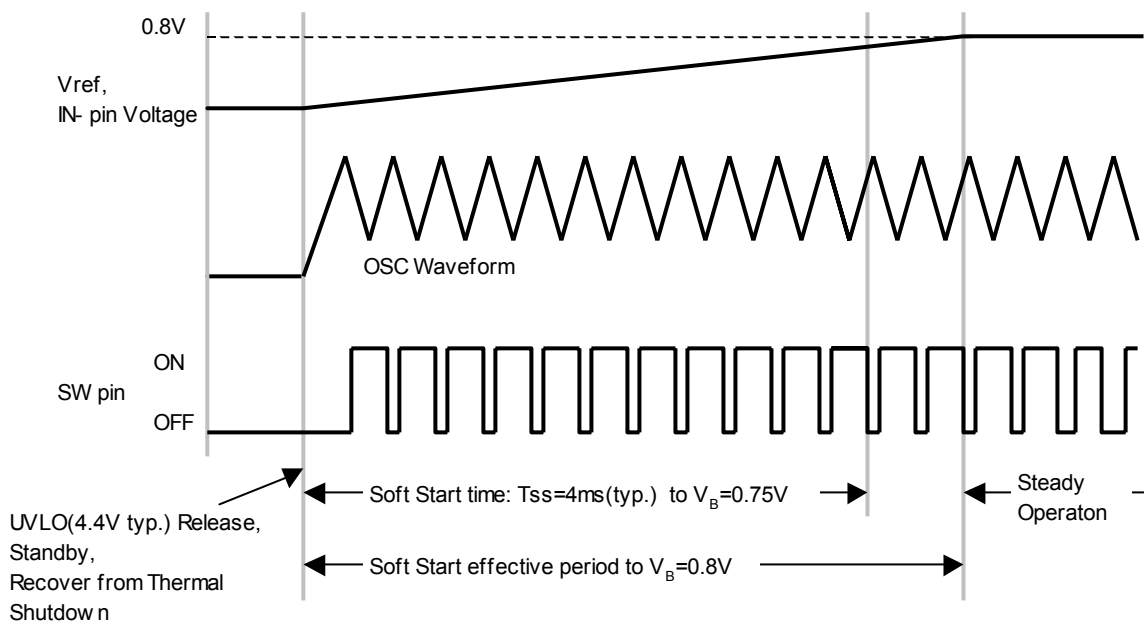 0.8V
Vref,
IN- pin Voltage
OSC Waveform
ON
SW pin
OFF
Soft Start time: Tss=4ms(typ.) to VB=0.75V
Steady
Operaton
UVLO(4.4V typ.) Release,
Standby,
Recover from Thermal
Shutdown
Soft Start effective period to VB=0.8V